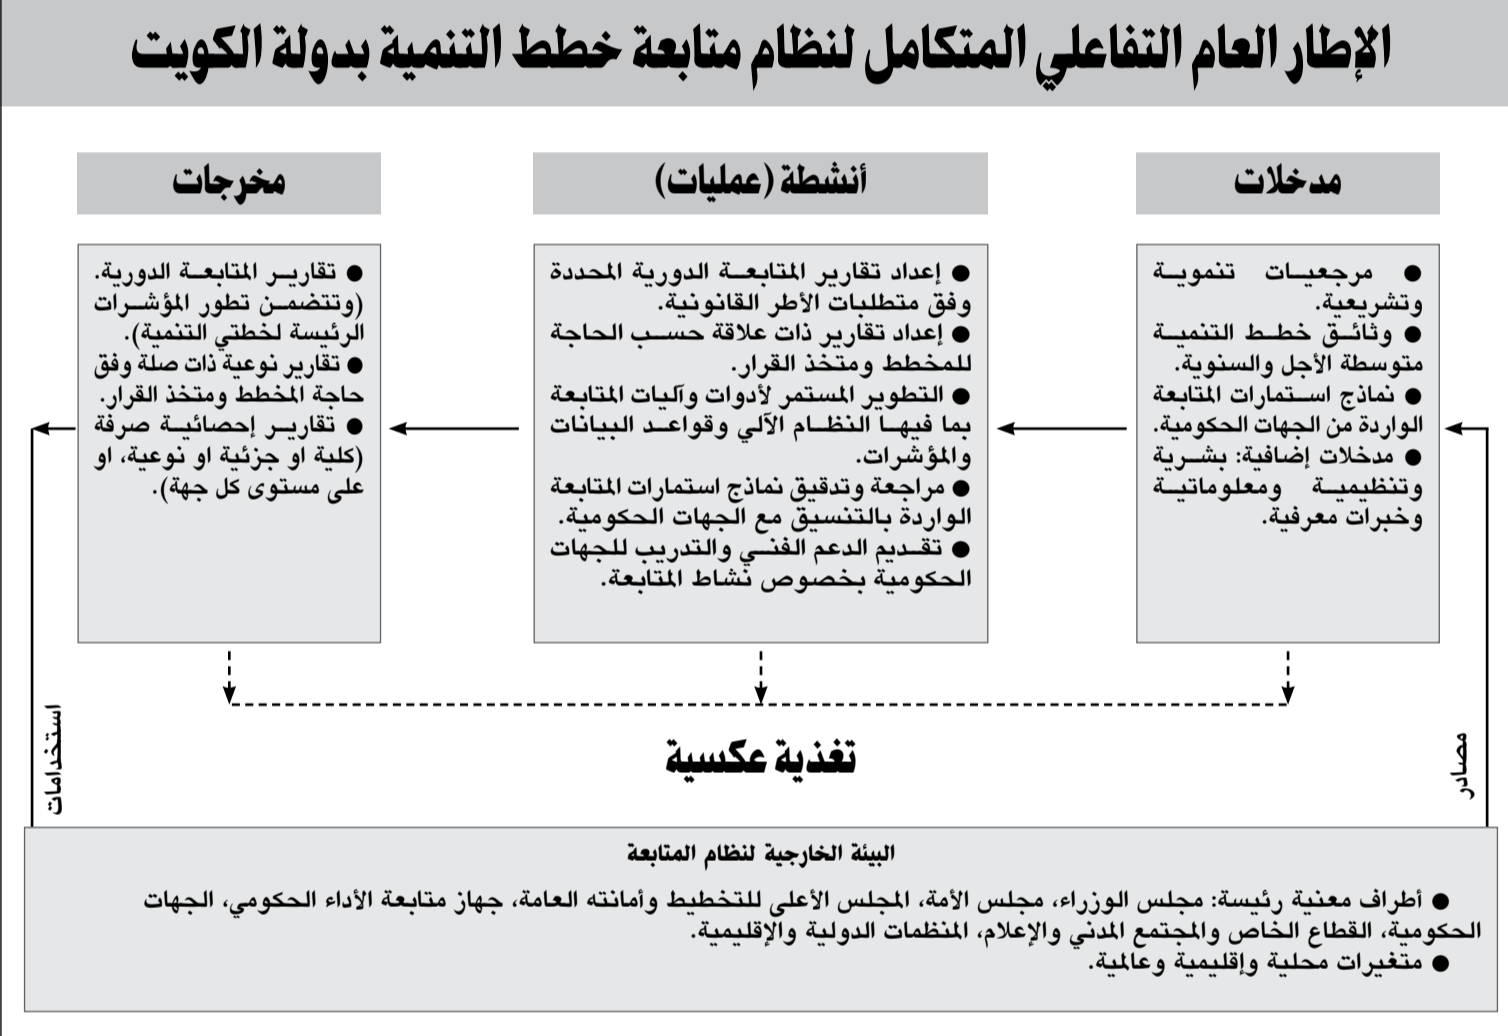 الإطار العام التفاعلي المتكامل لنظام متابعة خطط التنمية بدولة الكويت
مدخلات
● مرجعيات تنموية
وتشريعية.
● وثائق خطط التنمية
متوسطة الأجل والسنوية.
● نماذج استمارات المتابعة
الواردة من الجهات الحكومية.
● مدخلات إضافية: بشرية
وتنظيمية ومعلوماتية
وخبرات معرفية.
أنشطة (عمليات)
● إعداد تقارير المتابعة الدورية المحددة
وفق متطلبات الأطر القانونية.
● إعداد تقارير ذات علاقة حسب الحاجة
للمخطط ومتخذ القرار.
● التطوير المستمر لأدوات وآليات المتابعة
بما فيها النظام الآلي وقواعد البيانات
والمؤشرات.
● مراجعة وتدقيق نماذج استمارات المتابعة
الواردة بالتنسيق مع الجهات الحكومية.
● تقديم الدعم الفني والتدريب للجهات
الحكومية بخصوص نشاط المتابعة.
مخرجات
● تقارير المتابعة الدورية.
(وتتضمن تطور المؤشرات
الرئيسة لخطتي التنمية).
● تقارير نوعية ذات صلة وفق
حاجة المخطط ومتخذ القرار.
● تقارير إحصائية صرفة
(كلية او جزئية او نوعية، او
على مستوى كل جهة).
مصادر
تغذية عكسية
استخدامات
البيئة الخارجية لنظام المتابعة
● أطراف معنية رئيسة: مجلس الوزراء، مجلس الأمة، المجلس الأعلى للتخطيط وأمانته العامة، جهاز متابعة الأداء الحكومي، الجهات
الحكومية، القطاع الخاص والمجتمع المدني والإعلام، المنظمات الدولية والإقليمية.
● متغيرات محلية وإقليمية وعالمية.